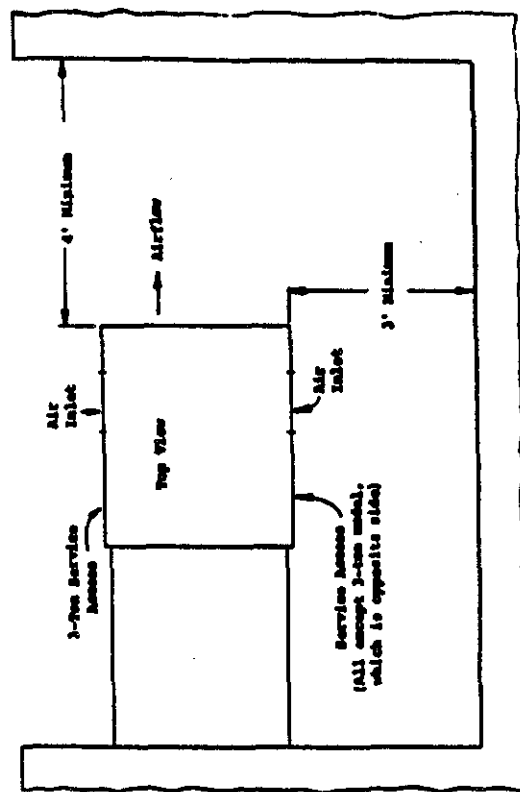 4' Minimum
Airflow
3' Minimum
Air
Inlet
Air
Inlet
Top View
3-Ton Service
Access
Service Access
(All except 3-ton model,
which is opposite side)